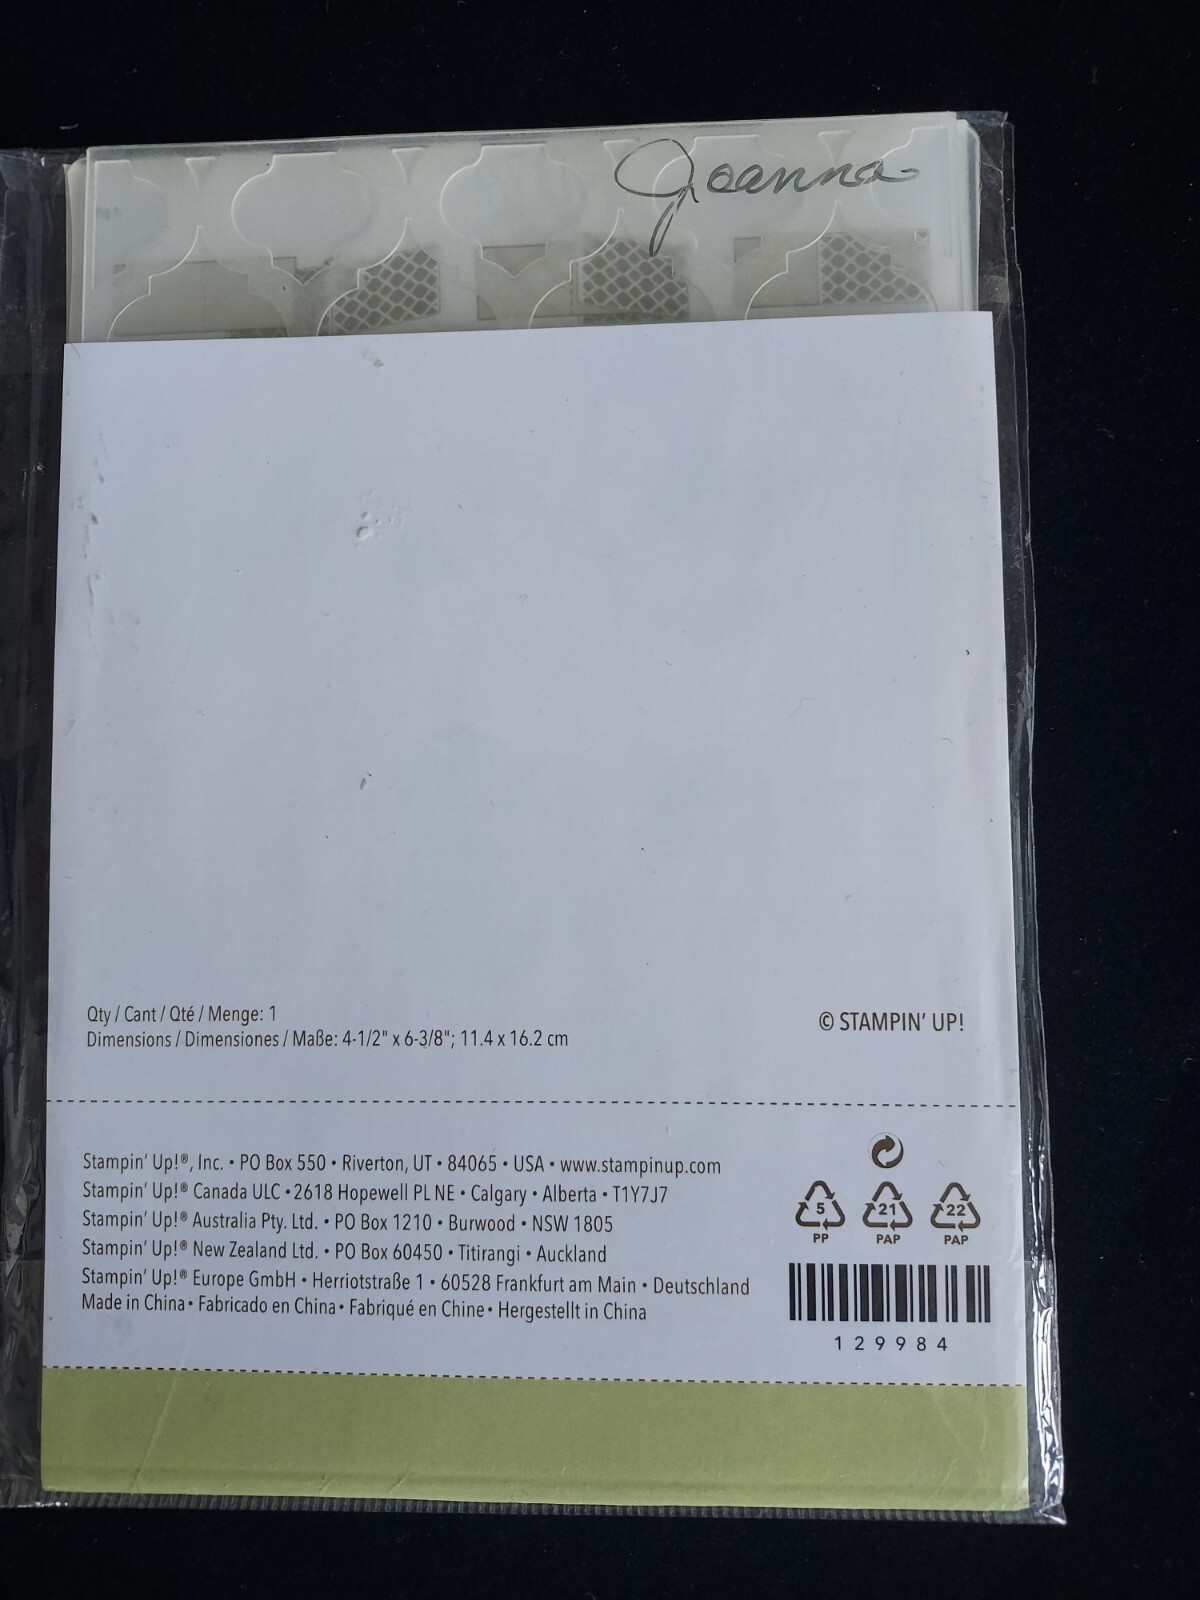 Joanna
Qty / Cant / Qté / Menge: 1
Dimensions / Dimensiones / Maße: 4-1/2" x 6-3/8"; 11.4 x 16.2 cm
© STAMPIN' UP!
Stampin' Up!®, Inc. • PO Box 550 • Riverton, UT • 84065 • USA • www.stampinup.com
Stampin' Up!® Canada ULC • 2618 Hopewell PL NE • Calgary • Alberta • T1Y7J7
Stampin' Up!® Australia Pty. Ltd. • PO Box 1210 • Burwood • NSW 1805
Stampin' Up!® New Zealand Ltd. • PO Box 60450 • Titirangi • Auckland
Stampin' Up!® Europe GmbH • Herriotstraße 1 • 60528 Frankfurt am Main • Deutschland
Made in China • Fabricado en China • Fabriqué en Chine • Hergestellt in China
5 21 22
PP PAP PAP
129984